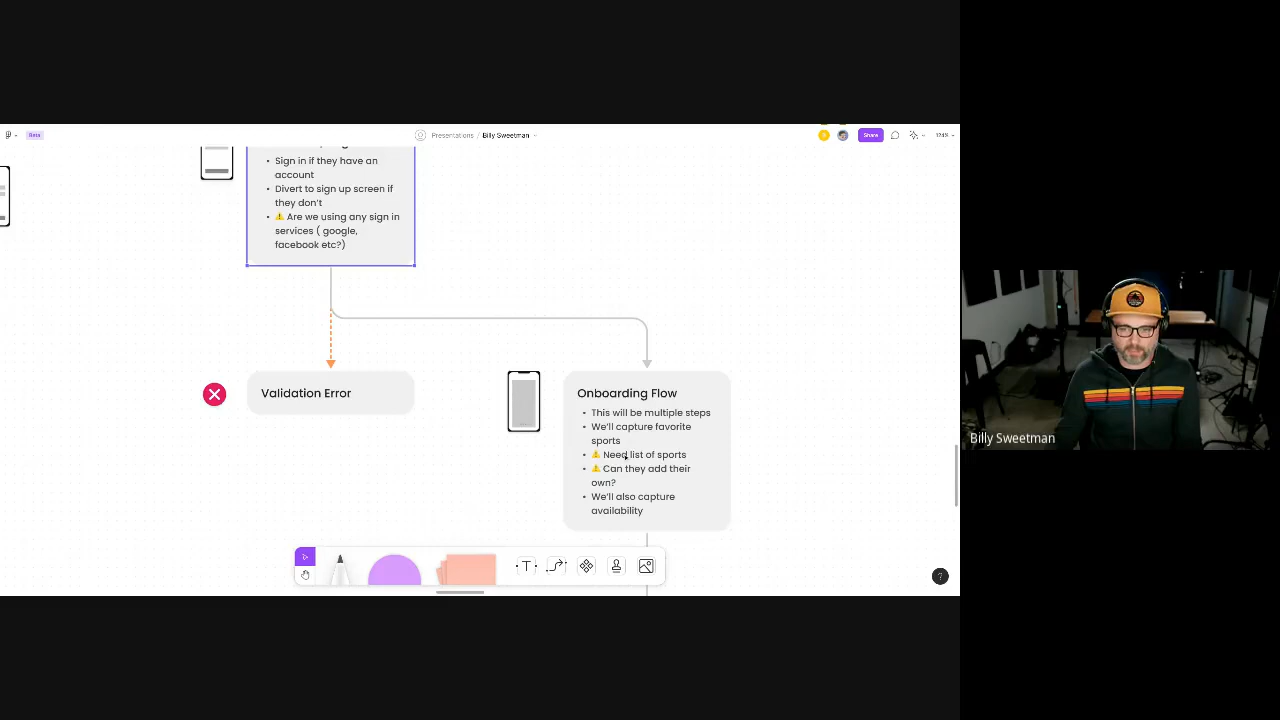 Beta
Presentations / Billy Sweetman
Share
124%
• Sign in if they have an
account
• Divert to sign up screen if
they don't
• ⚠️ Are we using any sign in
services ( google,
facebook etc?)
Validation Error
Onboarding Flow
• This will be multiple steps
• We'll capture favorite
sports
• ⚠️ Need list of sports
• ⚠️ Can they add their
own?
• We'll also capture
availability
T
?
Billy Sweetman